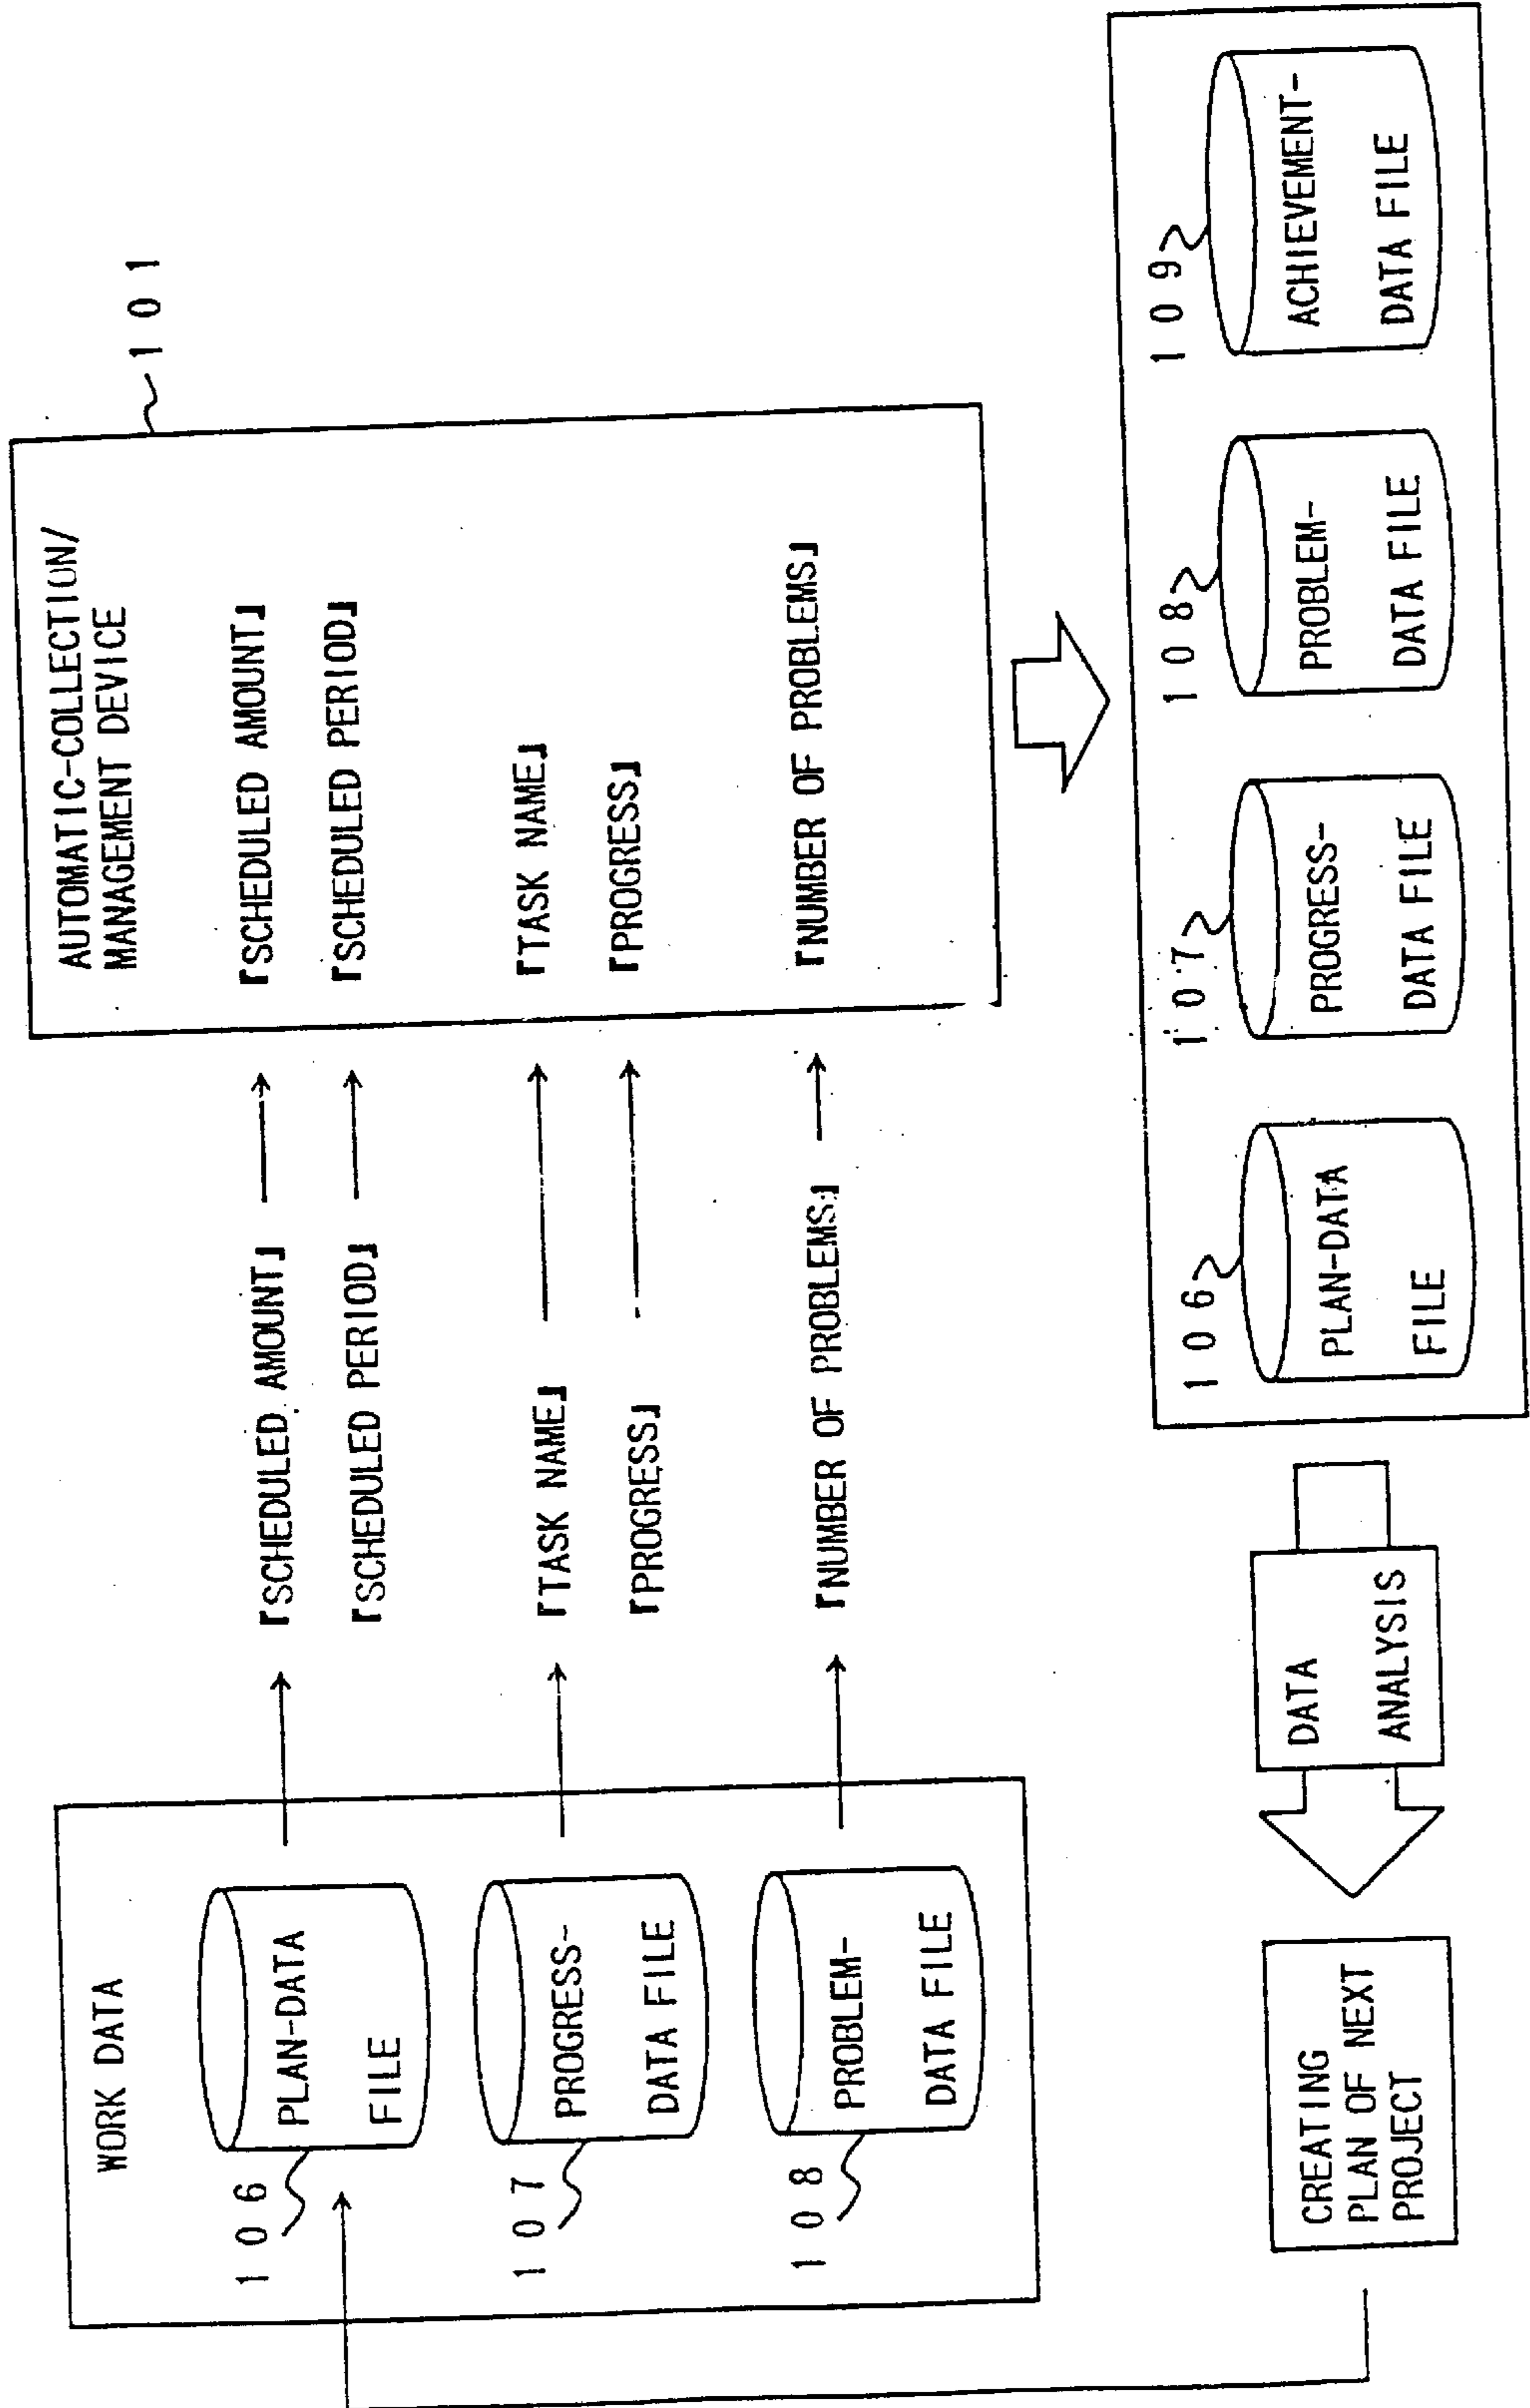 WORK DATA
106
PLAN-DATA
FILE
107
PROGRESS-
DATA FILE
108
PROBLEM-
DATA FILE
「SCHEDULED AMOUNT」
「SCHEDULED PERIOD」
「TASK NAME」
「PROGRESS」
「NUMBER OF PROBLEMS」
AUTOMATIC-COLLECTION/
MANAGEMENT DEVICE
101
「SCHEDULED AMOUNT」
「SCHEDULED PERIOD」
「TASK NAME」
「PROGRESS」
「NUMBER OF PROBLEMS」
106
PLAN-DATA
FILE
107
PROGRESS-
DATA FILE
108
PROBLEM-
DATA FILE
109
ACHIEVEMENT-
DATA FILE
DATA
ANALYSIS
CREATING
PLAN OF NEXT
PROJECT